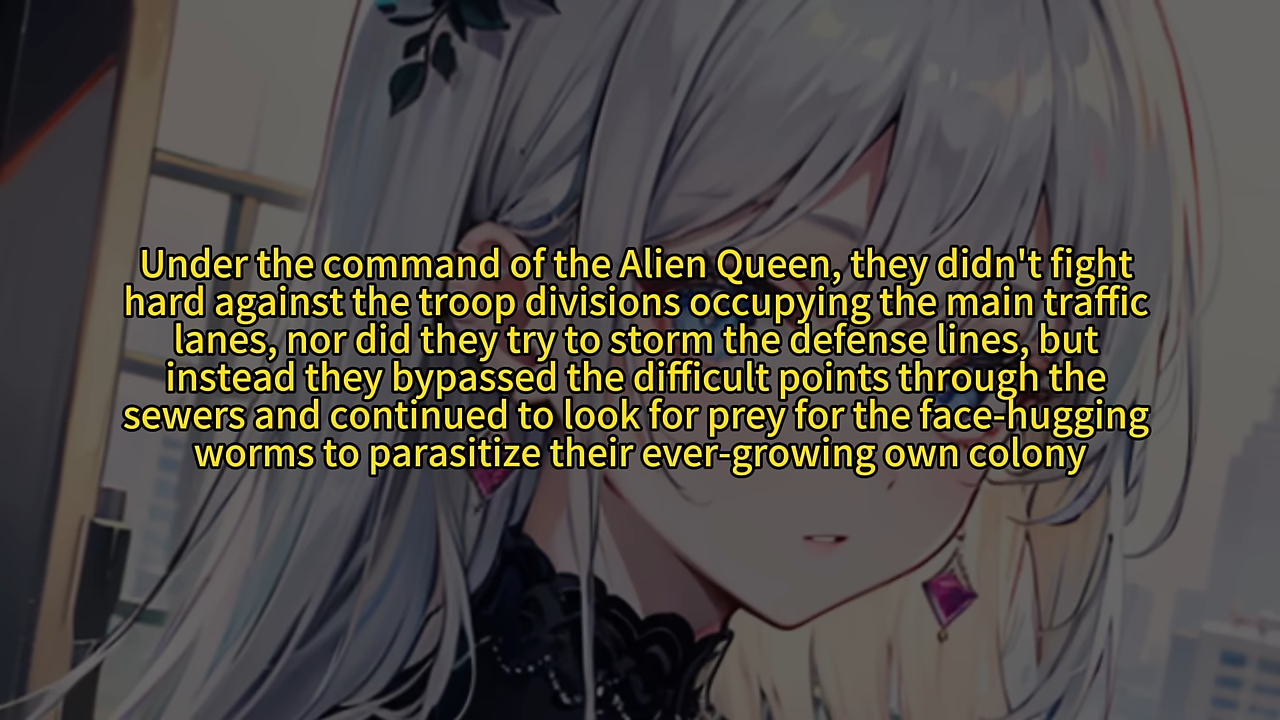 Under the command of the Alien Queen, they didn't fight
hard against the troop divisions occupying the main traffic
lanes, nor did they try to storm the defense lines, but
instead they bypassed the difficult points through the
sewers and continued to look for prey for the face-hugging
worms to parasitize their ever-growing own colony